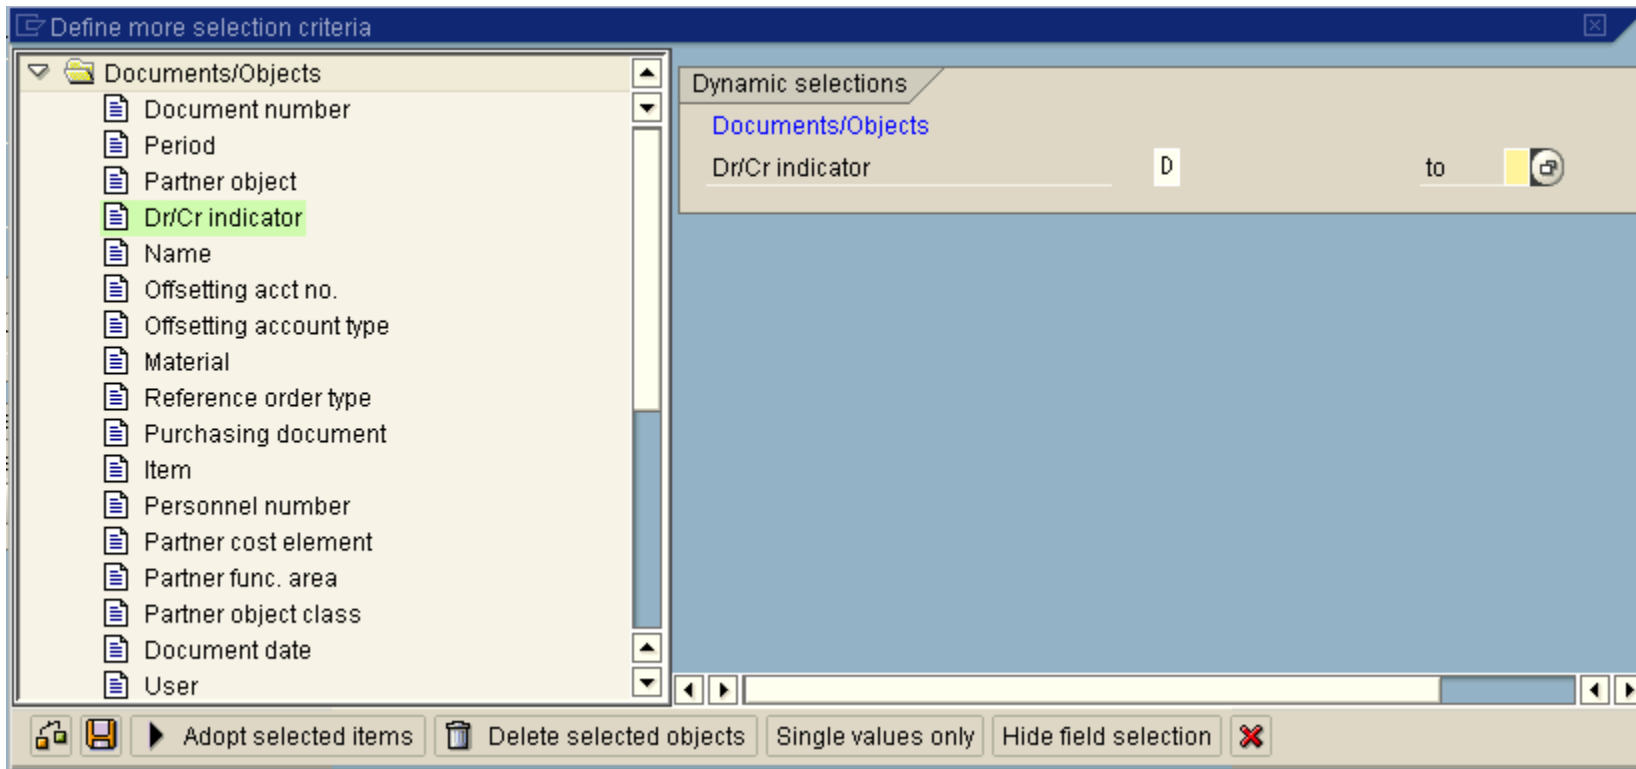 Define more selection criteria
Documents/Objects
Document number
Period
Partner object
Dr/Cr indicator
Name
Offsetting acct no.
Offsetting account type
Material
Reference order type
Purchasing document
Item
Personnel number
Partner cost element
Partner func. area
Partner object class
Document date
User
Dynamic selections
Documents/Objects
Dr/Cr indicator D to
Adopt selected items Delete selected objects Single values only Hide field selection